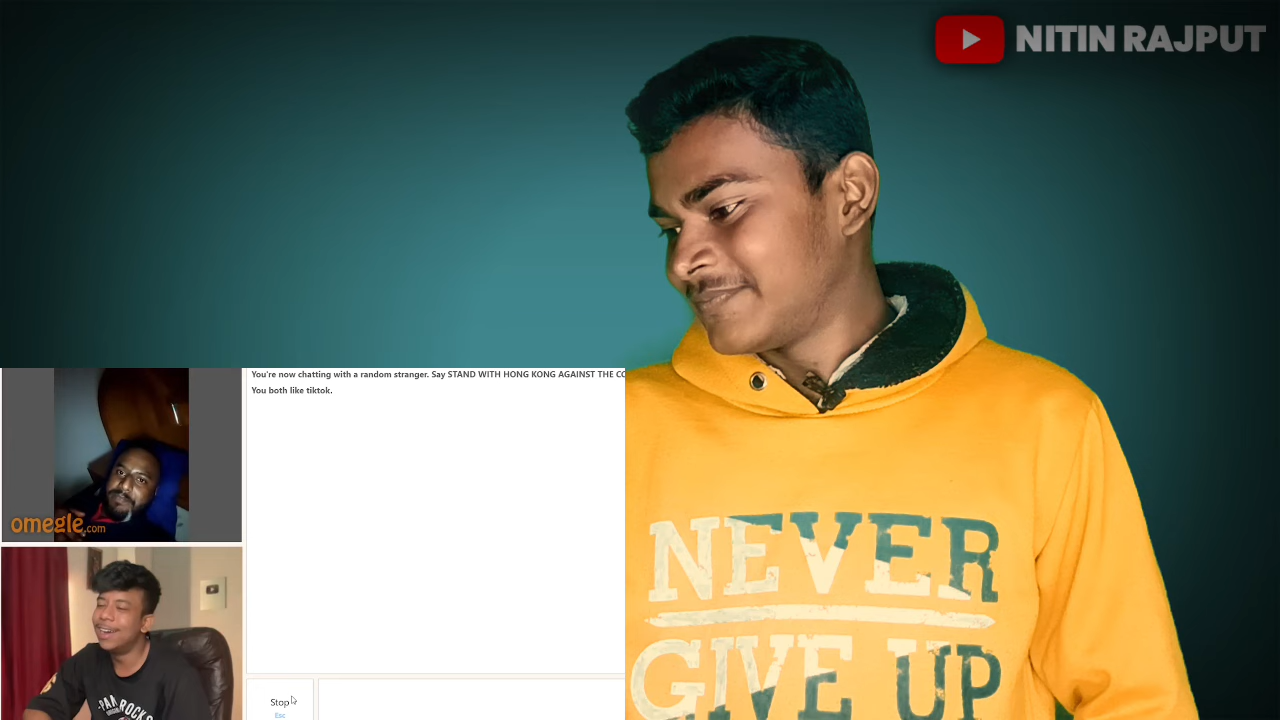 NITIN RAJPUT
You're now chatting with a random stranger. Say STAND WITH HONG KONG AGAINST THE
You both like tiktok.
omegle.com
NEVER
GIVE UP
Stop
Esc